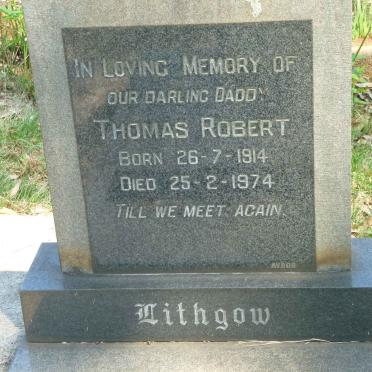 In Loving Memory of
our darling Daddy
Thomas Robert
Born 26-7-1914
Died 25-2-1974
Till we meet again.
Lithgow